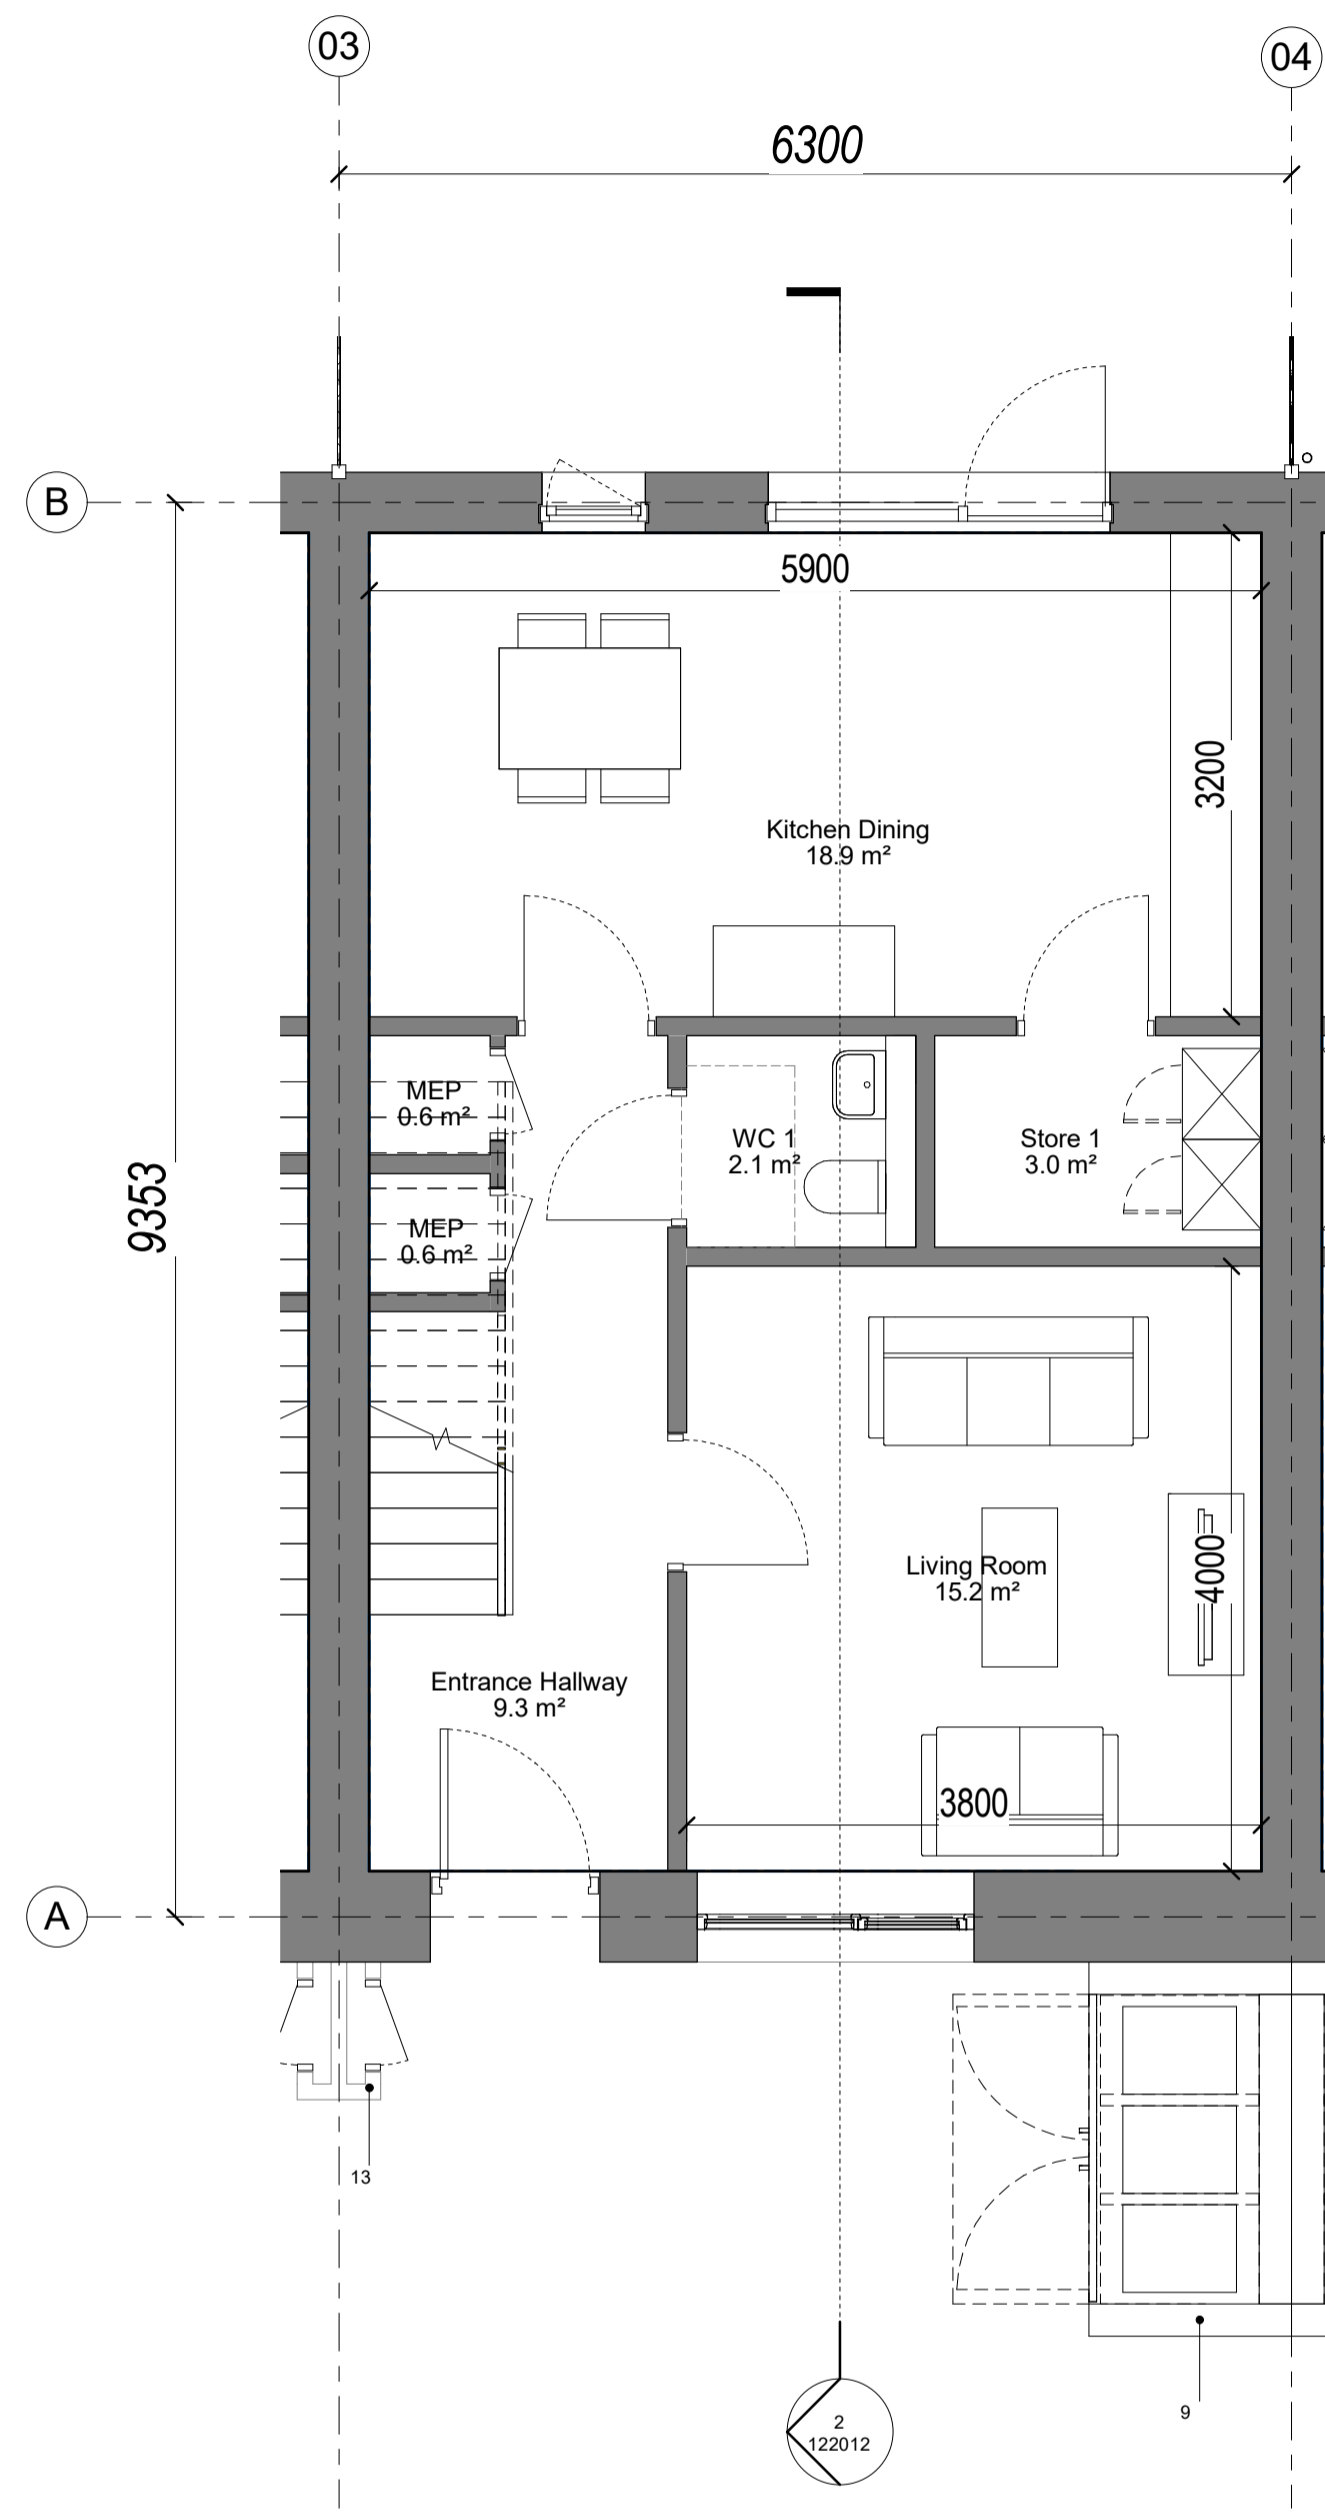 03
04
6300
B
5900
3200
Kitchen Dining
18.9 m²
MEP
0.6 m²
WC 1
2.1 m²
Store 1
3.0 m²
9353
MEP
0.6 m²
4000
Living Room
15.2 m²
Entrance Hallway
9.3 m²
3800
A
13
9
2
122012